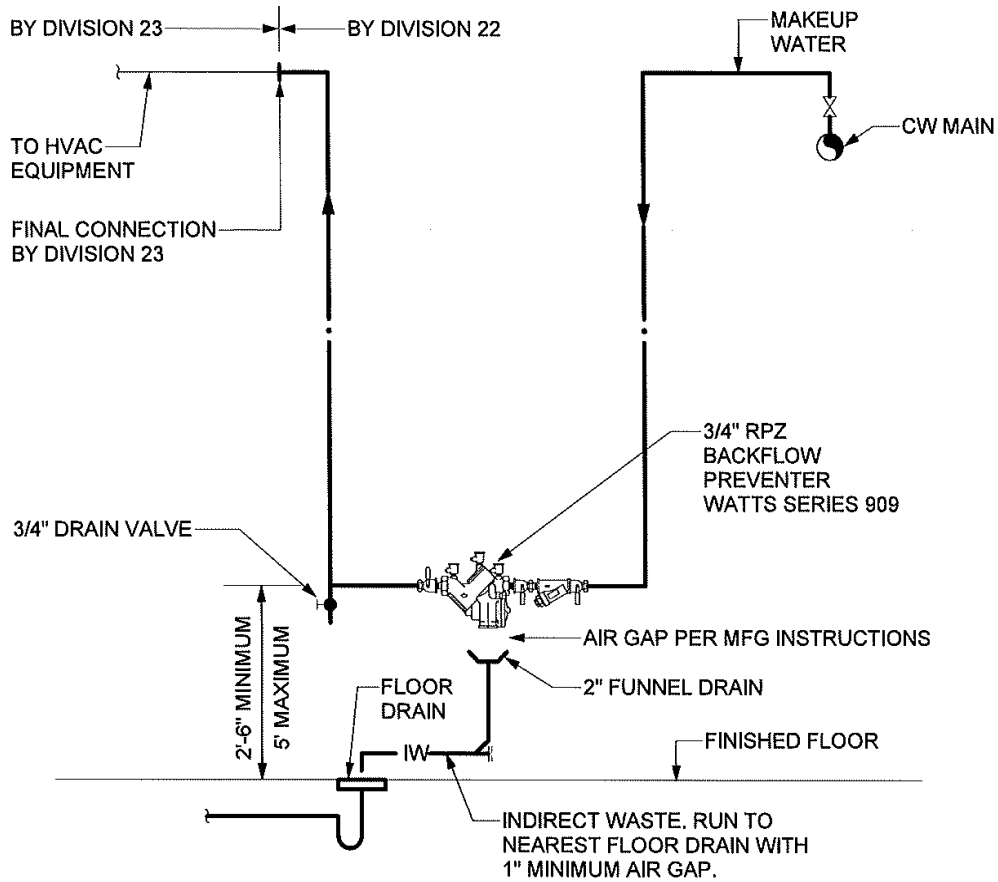 BY DIVISION 23
BY DIVISION 22
MAKEUP
WATER
TO HVAC
EQUIPMENT
CW MAIN
FINAL CONNECTION
BY DIVISION 23
3/4" RPZ
BACKFLOW
PREVENTER
WATTS SERIES 909
3/4" DRAIN VALVE
AIR GAP PER MFG INSTRUCTIONS
2'-6" MINIMUM
5' MAXIMUM
FLOOR
DRAIN
2" FUNNEL DRAIN
IW
FINISHED FLOOR
INDIRECT WASTE. RUN TO
NEAREST FLOOR DRAIN WITH
1" MINIMUM AIR GAP.